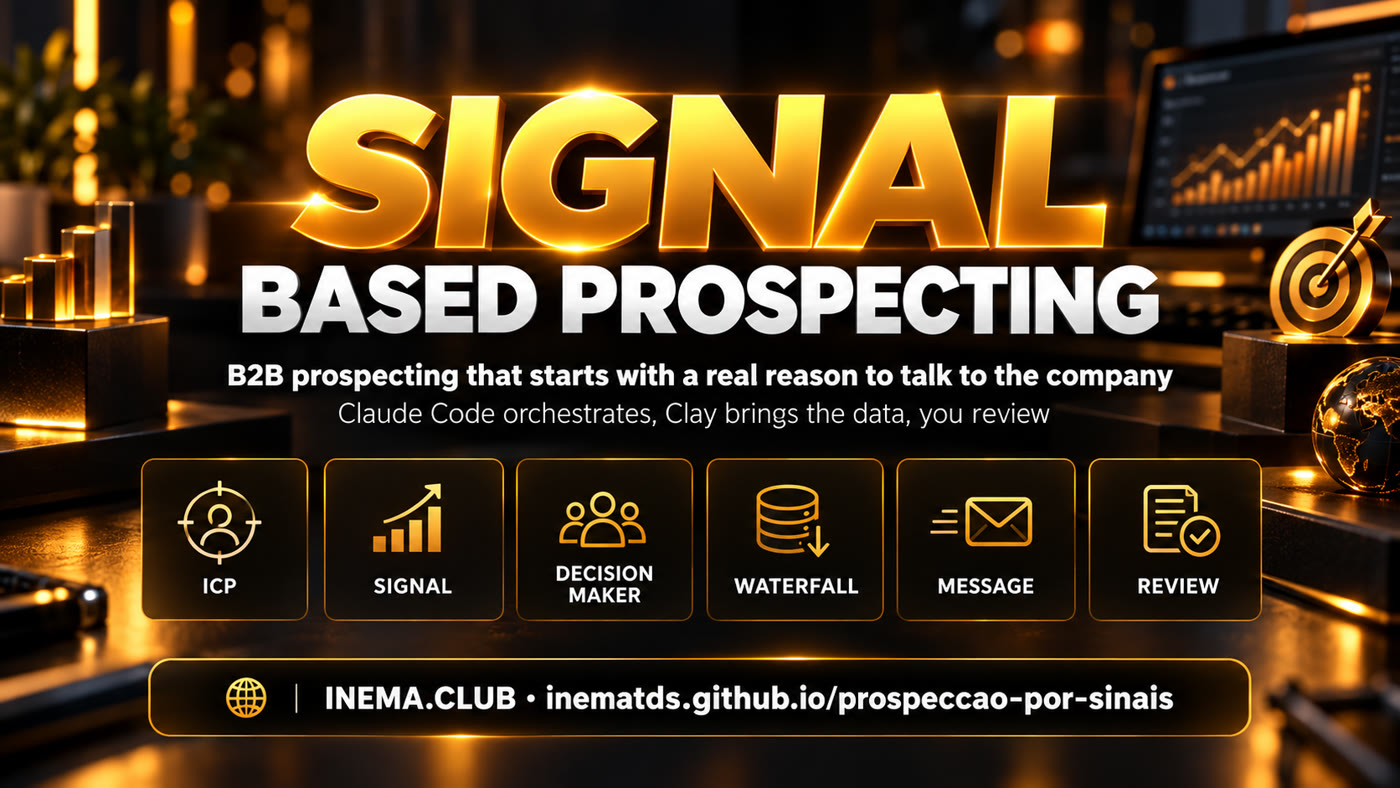 SIGNAL
BASED PROSPECTING
B2B prospecting that starts with a real reason to talk to the company
Claude Code orchestrates, Clay brings the data, you review
ICP
SIGNAL
DECISION
MAKER
WATERFALL
MESSAGE
REVIEW
INEMA.CLUB • inematds.github.io/prospeccao-por-sinais